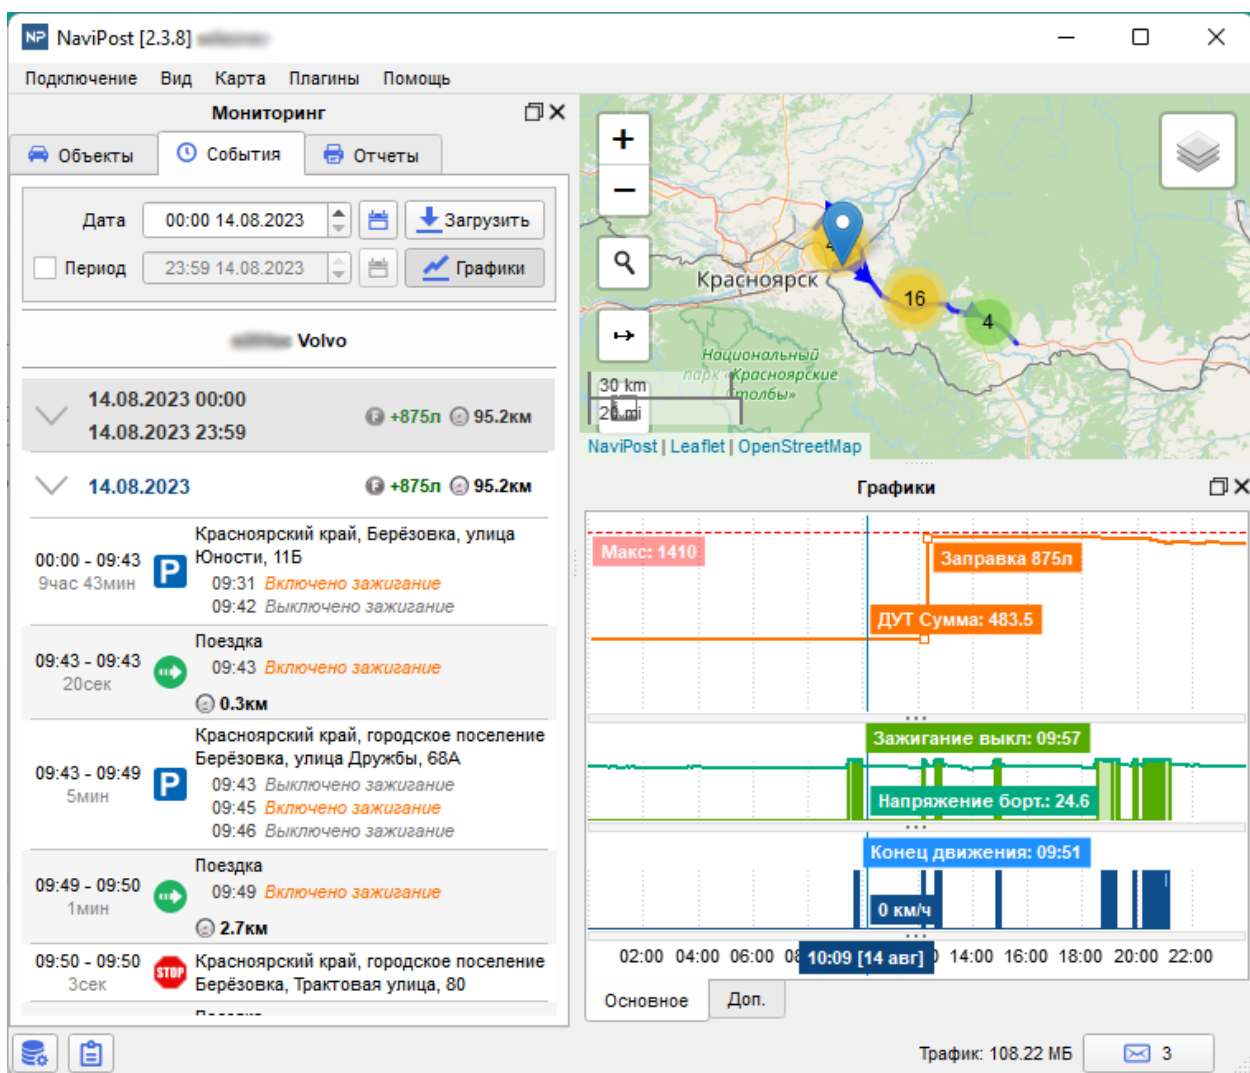 NaviPost [2.3.8]
Подключение Вид Карта Плагины Помощь
Мониторинг
Объекты События Отчеты
Дата 00:00 14.08.2023 Загрузить
Период 23:59 14.08.2023 Графики
Volvo
14.08.2023 00:00
14.08.2023 23:59
+875л 95.2км
14.08.2023 +875л 95.2км
00:00 - 09:43
9час 43мин
P
Красноярский край, Берёзовка, улица
Юности, 11Б
09:31 Включено зажигание
09:42 Выключено зажигание
09:43 - 09:43
20сек
Поездка
09:43 Включено зажигание
0.3км
09:43 - 09:49
5мин
P
Красноярский край, городское поселение
Берёзовка, улица Дружбы, 68А
09:43 Выключено зажигание
09:45 Включено зажигание
09:46 Выключено зажигание
09:49 - 09:50
1мин
Поездка
09:49 Включено зажигание
2.7км
09:50 - 09:50
3сек
STOP
Красноярский край, городское поселение
Берёзовка, Трактовая улица, 80
+
−
Красноярск
16
4
Национальный
парк «Красноярские
Столбы»
30 km
20 mi
NaviPost | Leaflet | OpenStreetMap
Графики
Макс: 1410
Заправка 875л
ДУТ Сумма: 483.5
Зажигание выкл: 09:57
Напряжение борт.: 24.6
Конец движения: 09:51
0 км/ч
02:00 04:00 06:00 10:09 [14 авг] 14:00 16:00 18:00 20:00 22:00
Основное Доп.
Трафик: 108.22 МБ 3